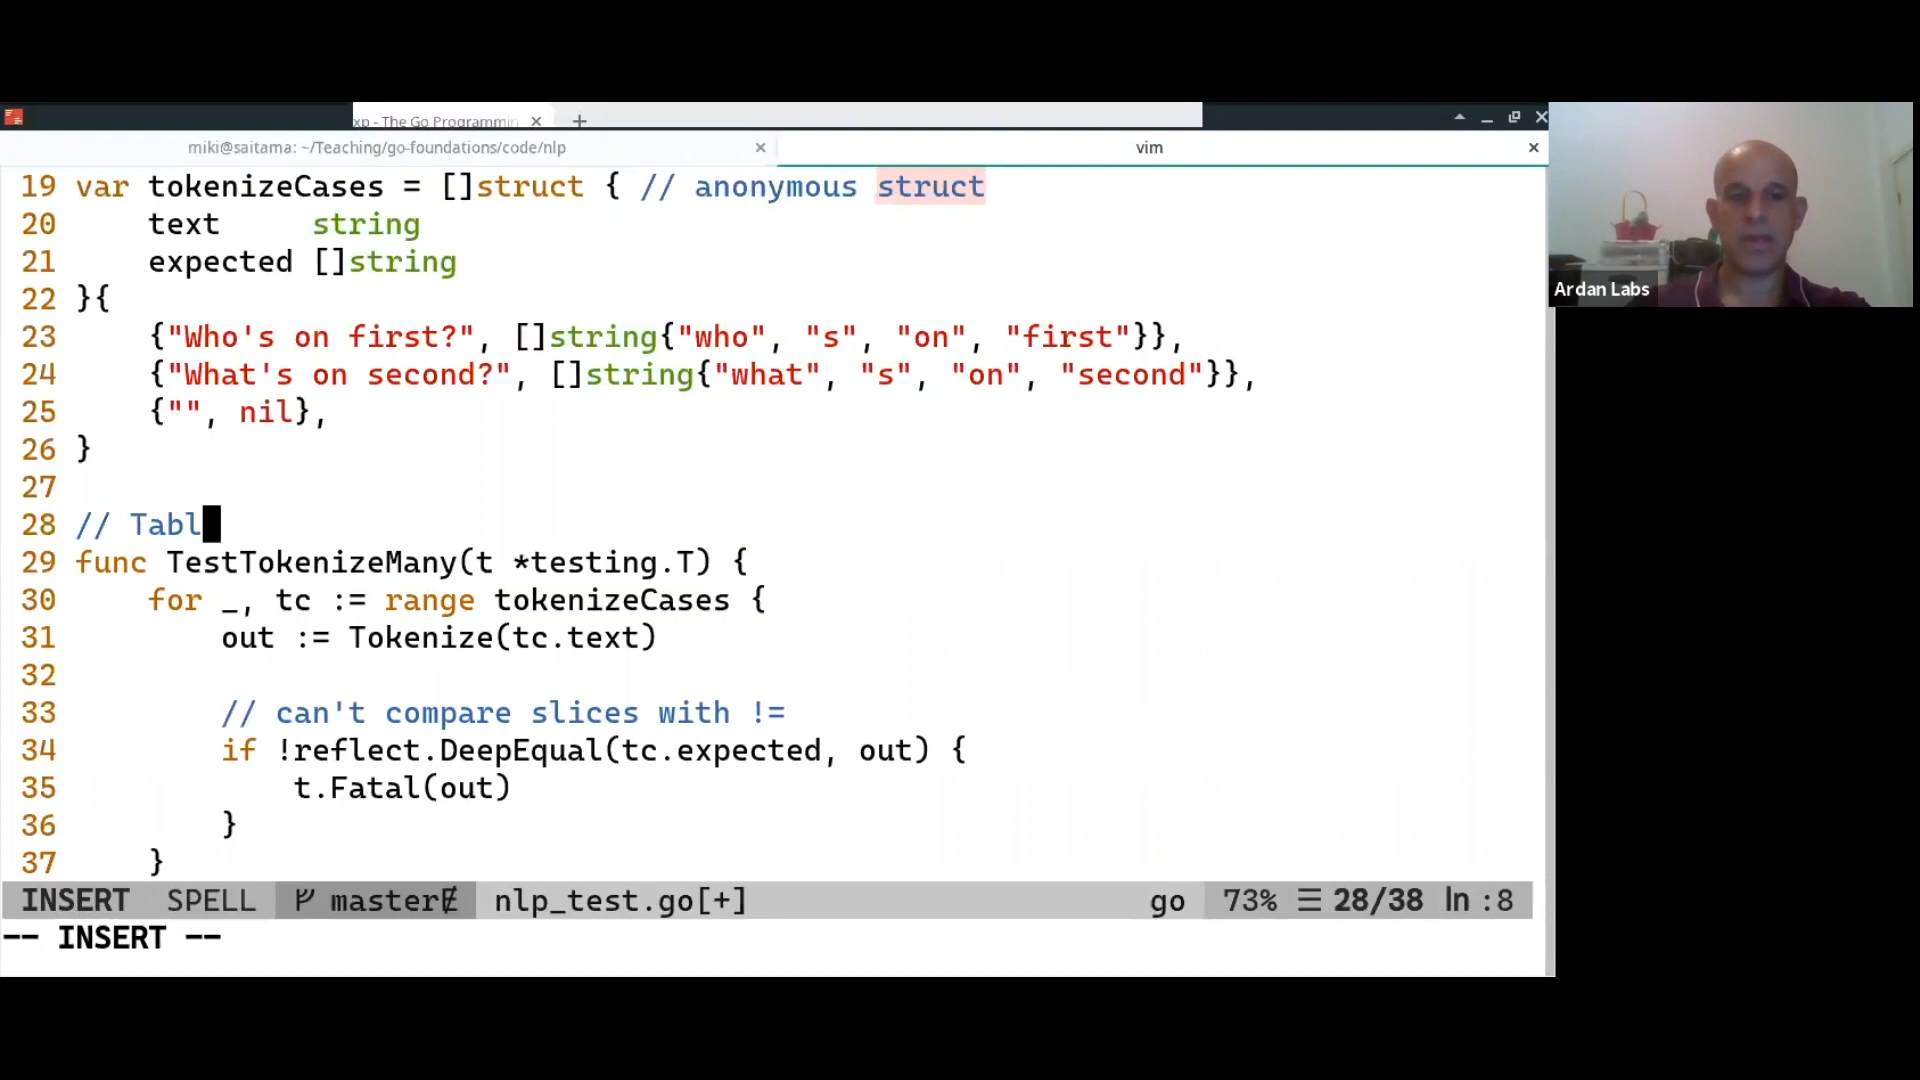 xp - The Go Programmin
miki@saitama: ~/Teaching/go-foundations/code/nlp
vim
19 var tokenizeCases = []struct { // anonymous struct
20     text     string
21     expected []string
22 }{
23     {"Who's on first?", []string{"who", "s", "on", "first"}},
24     {"What's on second?", []string{"what", "s", "on", "second"}},
25     {"", nil},
26 }
27
28 // Tabl
29 func TestTokenizeMany(t *testing.T) {
30     for _, tc := range tokenizeCases {
31         out := Tokenize(tc.text)
32
33         // can't compare slices with !=
34         if !reflect.DeepEqual(tc.expected, out) {
35             t.Fatal(out)
36         }
37     }
INSERT SPELL master nlp_test.go[+] go 73% ☰ 28/38 ln :8
-- INSERT --
Ardan Labs